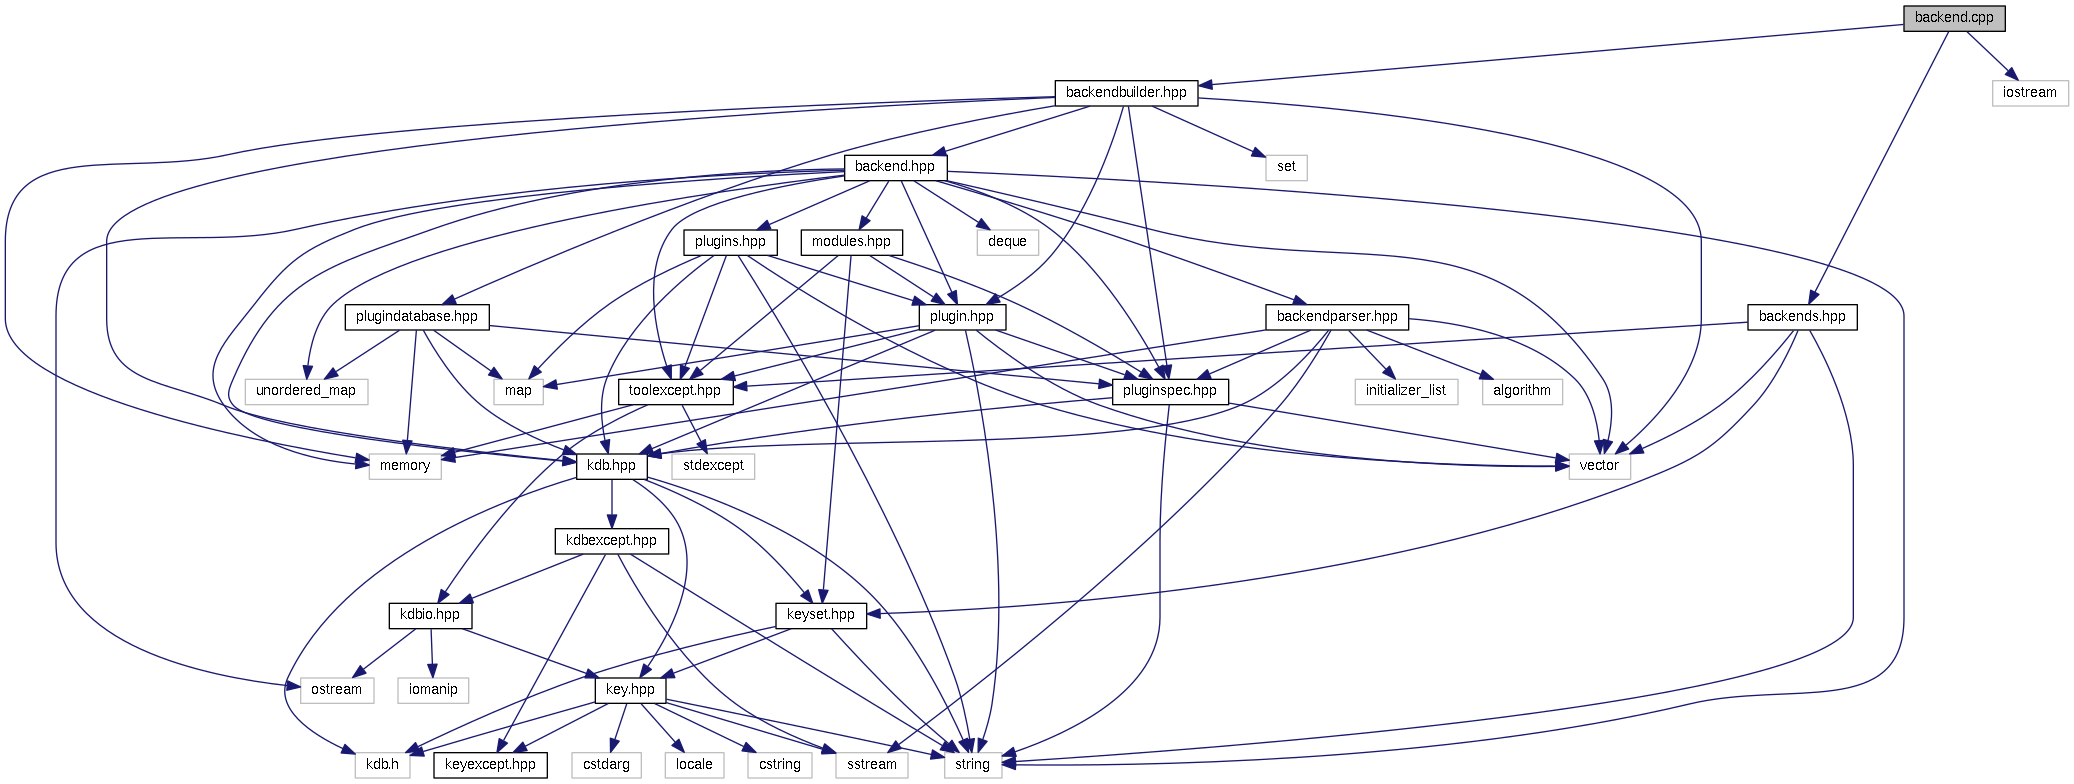 backend.cpp
backendbuilder.hpp
iostream
backend.hpp
set
plugins.hpp
modules.hpp
deque
plugindatabase.hpp
plugin.hpp
backendparser.hpp
backends.hpp
unordered_map
map
toolexcept.hpp
pluginspec.hpp
initializer_list
algorithm
memory
kdb.hpp
stdexcept
vector
kdbexcept.hpp
kdbio.hpp
keyset.hpp
ostream
iomanip
key.hpp
kdb.h
keyexcept.hpp
cstdarg
locale
cstring
sstream
string